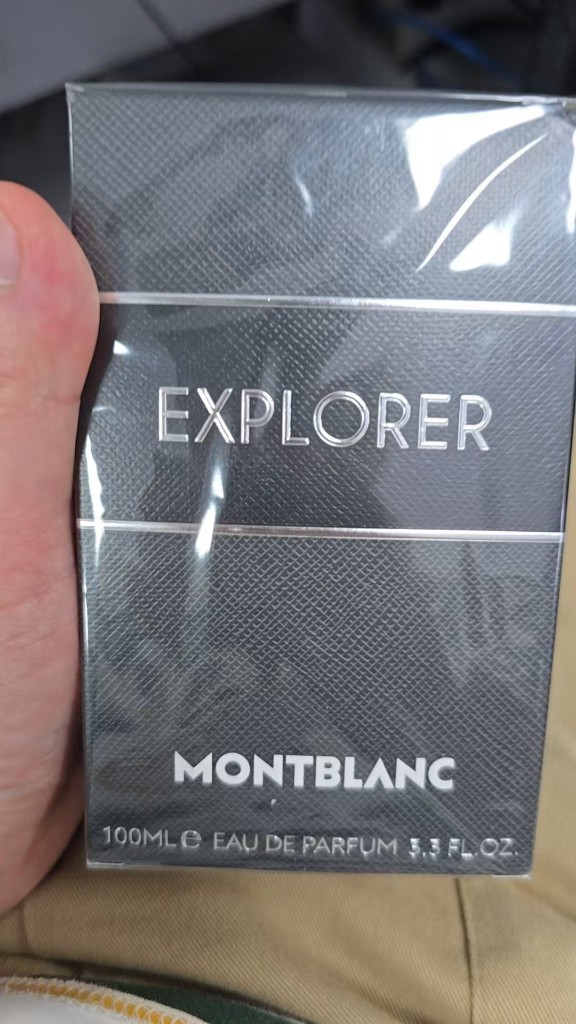 EXPLORER
MONTBLANC
100ML ℮ EAU DE PARFUM 3.3 FL.OZ.